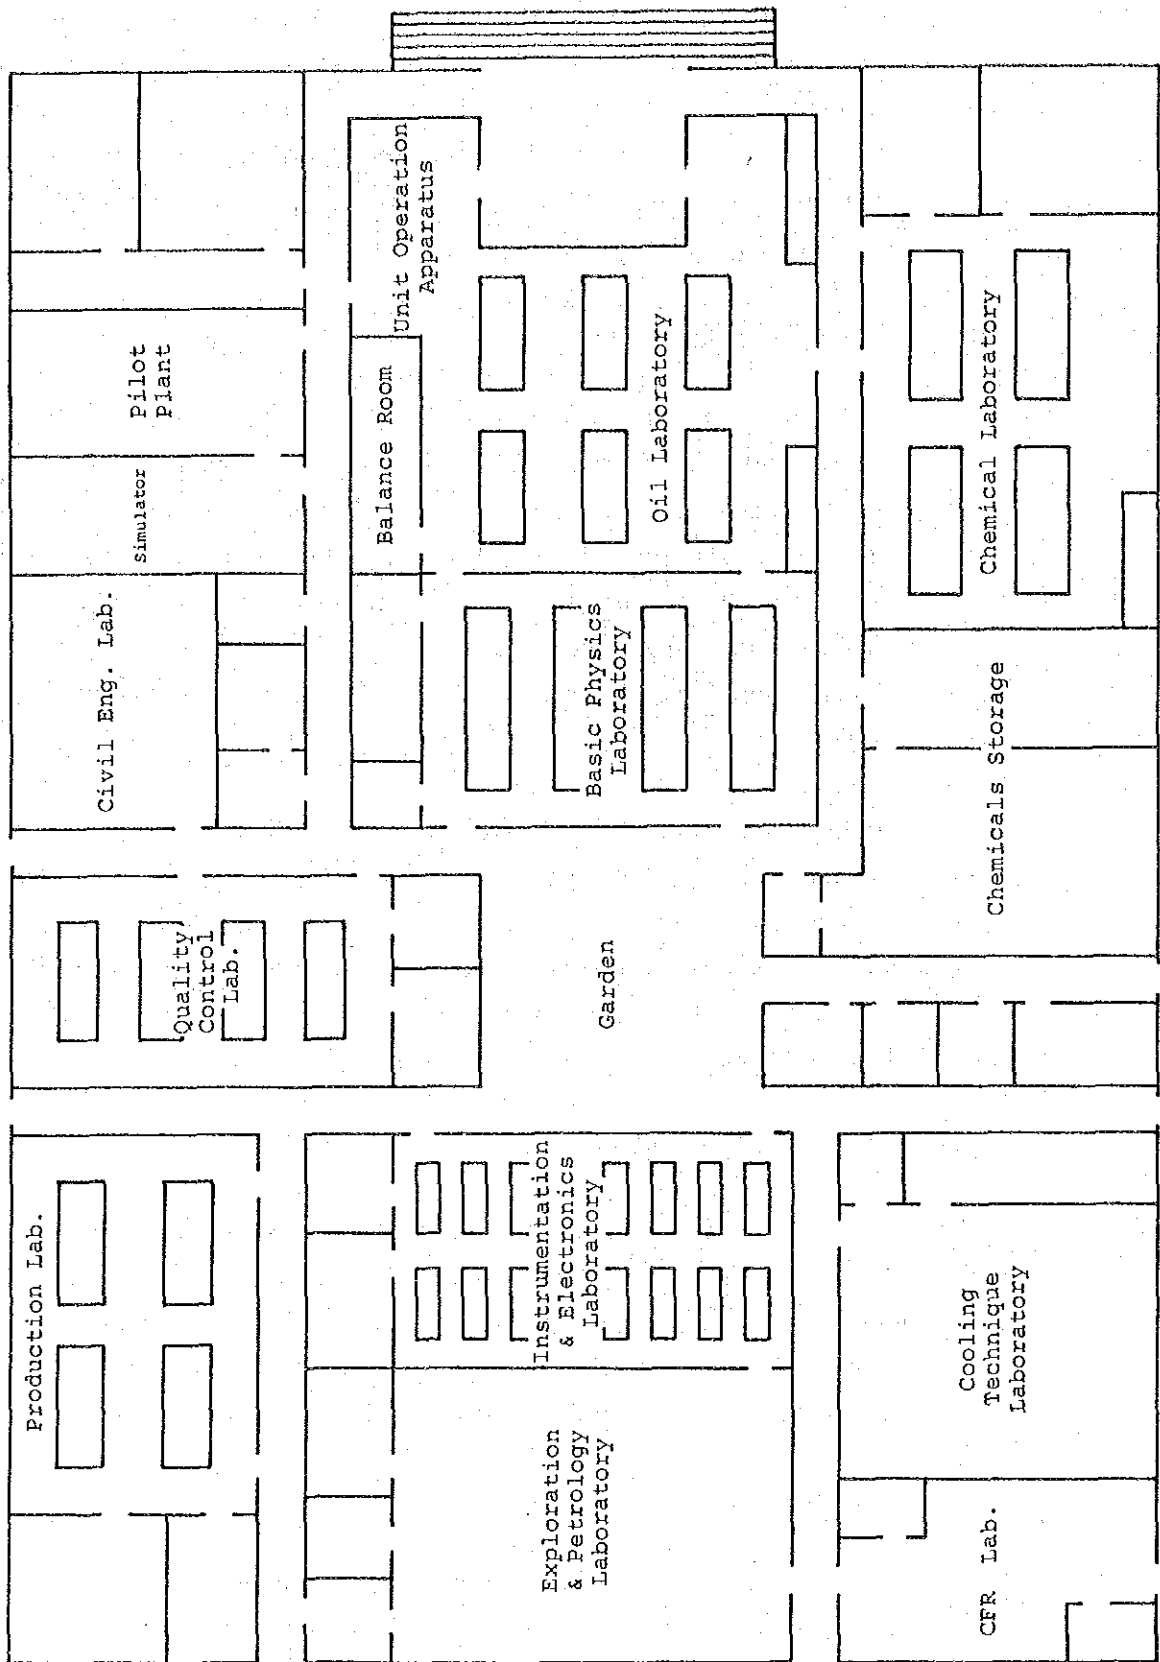 Production Lab.
Quality
Control
Lab.
Civil Eng. Lab.
Simulator
Pilot
Plant
Balance Room
Unit Operation
Apparatus
Exploration
& Petrology
Laboratory
Instrumentation
& Electronics
Laboratory
Garden
Basic Physics
Laboratory
Oil Laboratory
CFR Lab.
Cooling
Technique
Laboratory
Chemicals Storage
Chemical Laboratory